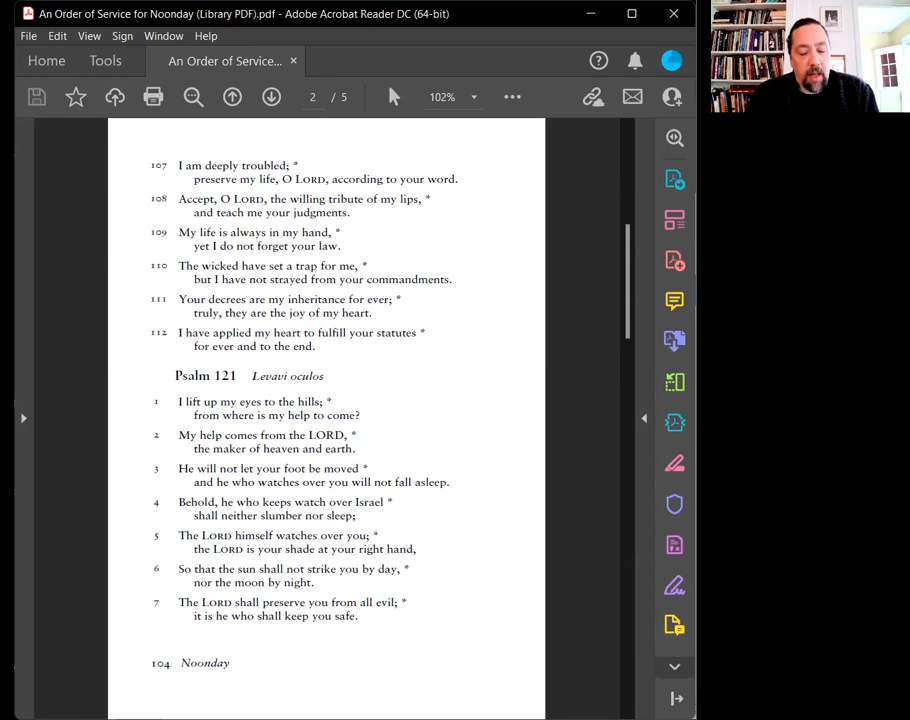 An Order of Service for Noonday (Library PDF).pdf - Adobe Acrobat Reader DC (64-bit)
File Edit View Sign Window Help
Home Tools An Order of Service... ×
2 / 5 102%
107 I am deeply troubled; *
preserve my life, O LORD, according to your word.
108 Accept, O LORD, the willing tribute of my lips, *
and teach me your judgments.
109 My life is always in my hand, *
yet I do not forget your law.
110 The wicked have set a trap for me, *
but I have not strayed from your commandments.
111 Your decrees are my inheritance for ever; *
truly, they are the joy of my heart.
112 I have applied my heart to fulfill your statutes *
for ever and to the end.
Psalm 121 Levavi oculos
1 I lift up my eyes to the hills; *
from where is my help to come?
2 My help comes from the LORD, *
the maker of heaven and earth.
3 He will not let your foot be moved *
and he who watches over you will not fall asleep.
4 Behold, he who keeps watch over Israel *
shall neither slumber nor sleep;
5 The LORD himself watches over you; *
the LORD is your shade at your right hand,
6 So that the sun shall not strike you by day, *
nor the moon by night.
7 The LORD shall preserve you from all evil; *
it is he who shall keep you safe.
104 Noonday